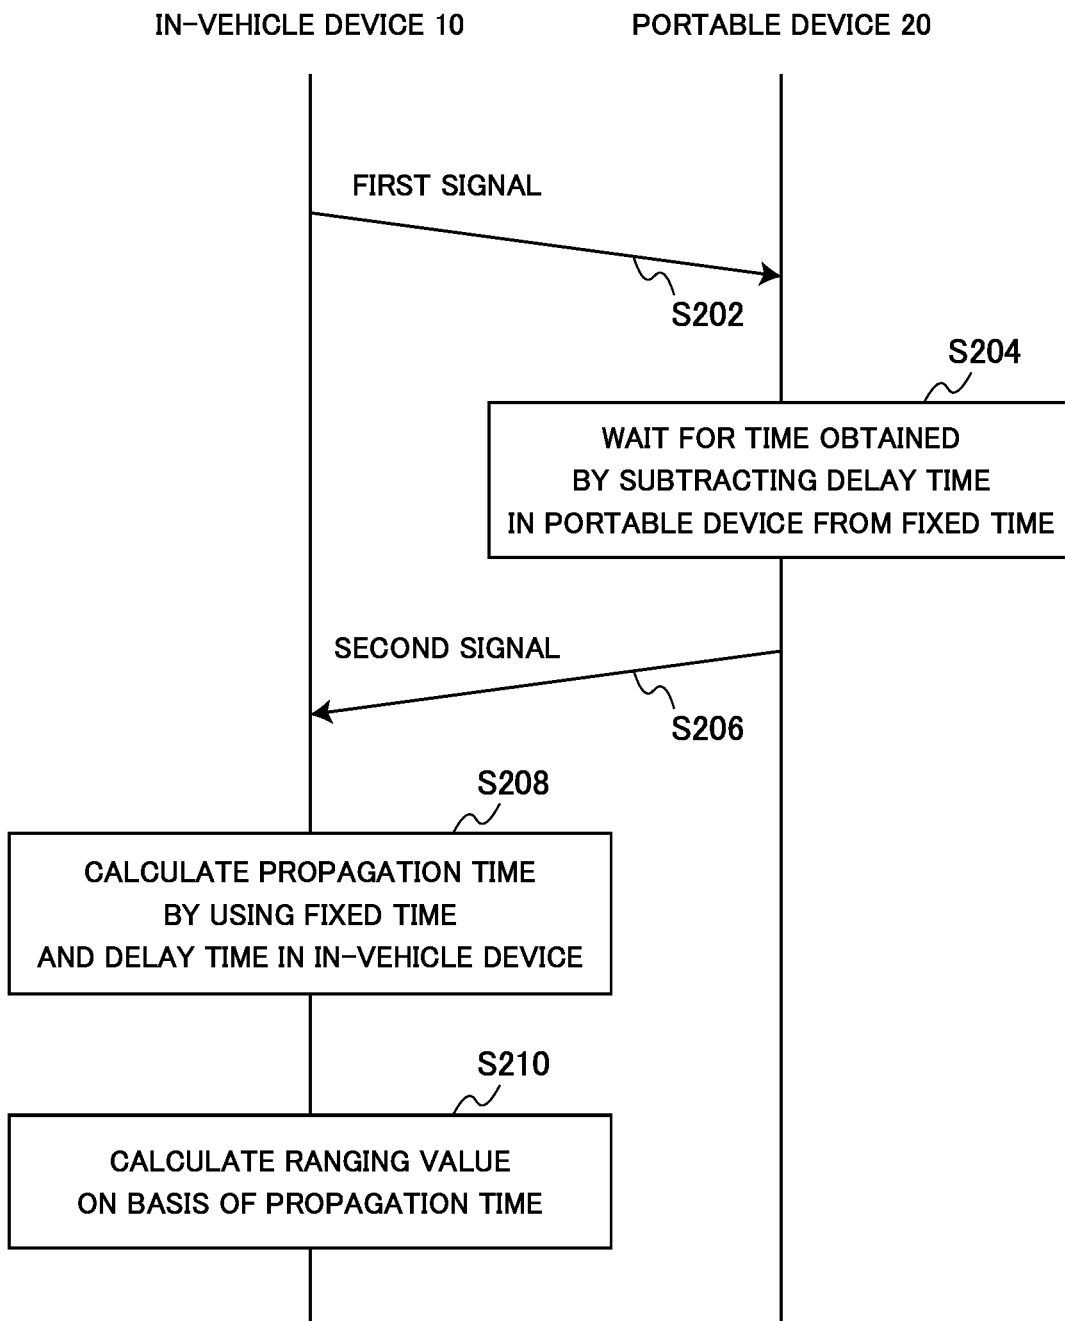 IN-VEHICLE DEVICE 10
PORTABLE DEVICE 20
FIRST SIGNAL
S202
S204
WAIT FOR TIME OBTAINED
BY SUBTRACTING DELAY TIME
IN PORTABLE DEVICE FROM FIXED TIME
SECOND SIGNAL
S206
S208
CALCULATE PROPAGATION TIME
BY USING FIXED TIME
AND DELAY TIME IN IN-VEHICLE DEVICE
S210
CALCULATE RANGING VALUE
ON BASIS OF PROPAGATION TIME